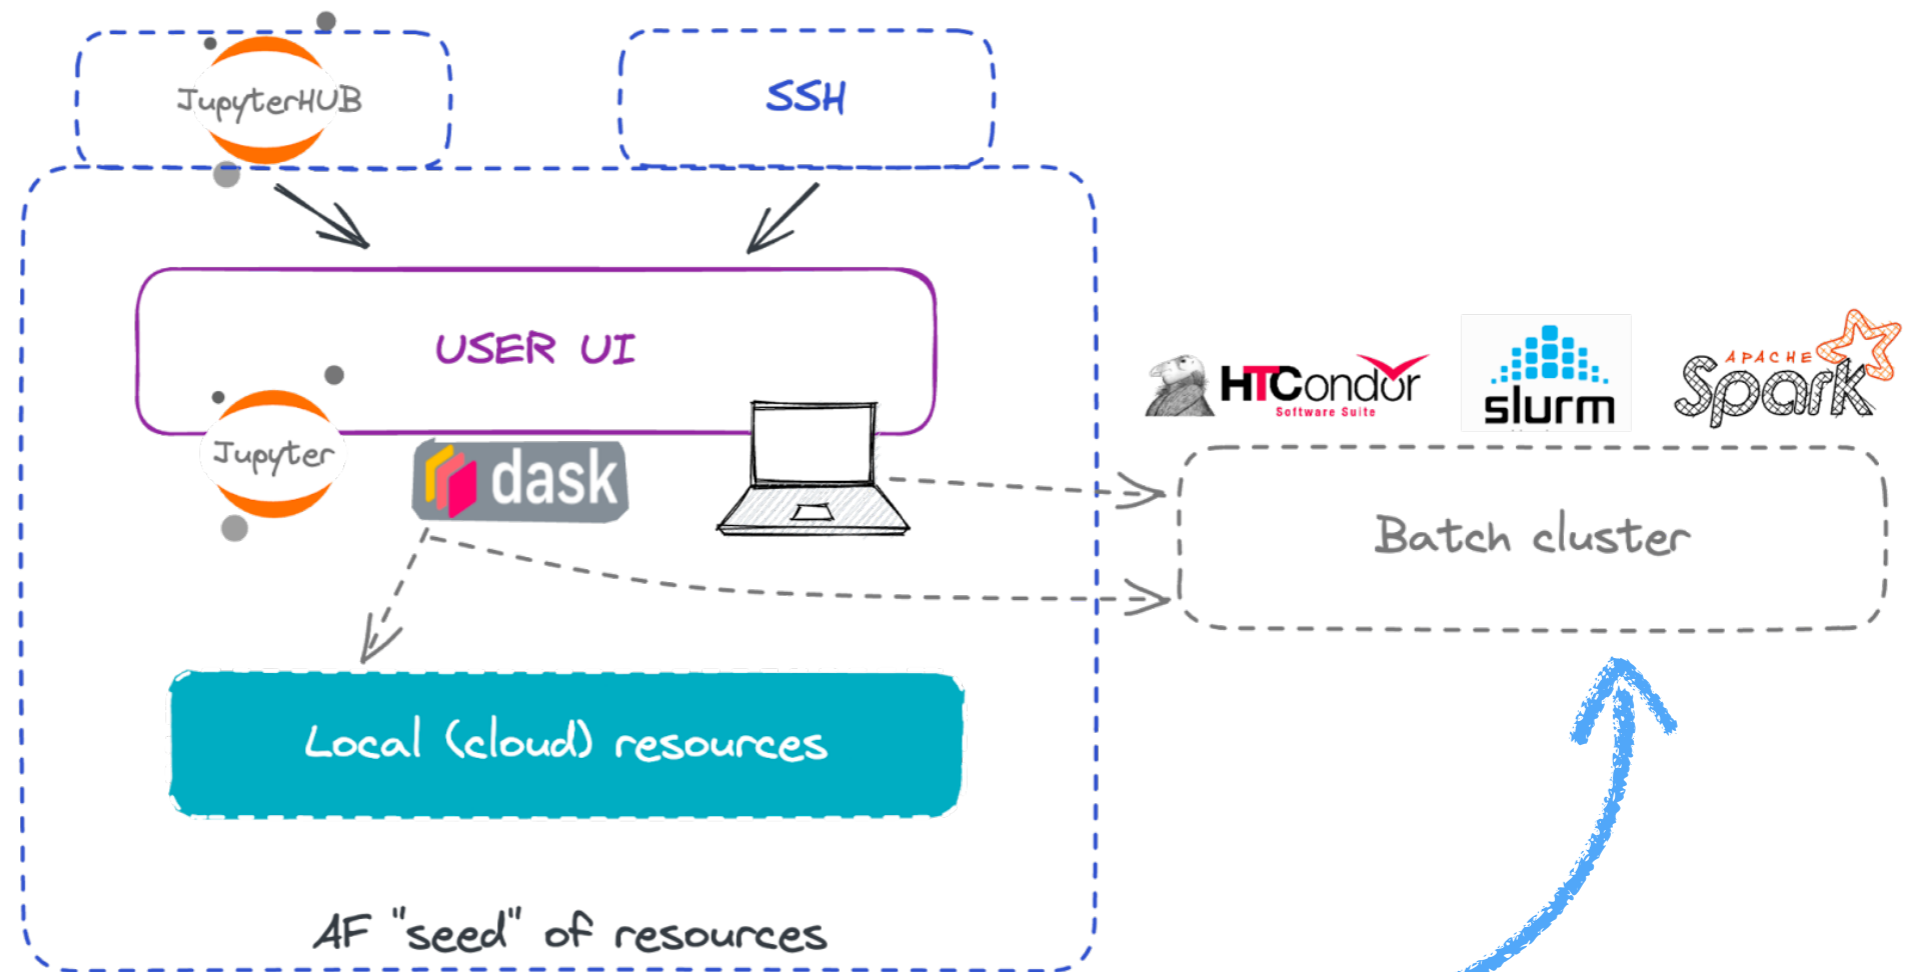 JupyterHUB
SSH
USER UI
Jupyter
dask
HTCondor
Software Suite
slurm
APACHE
Spark
Batch cluster
Local (cloud) resources
AF "seed" of resources